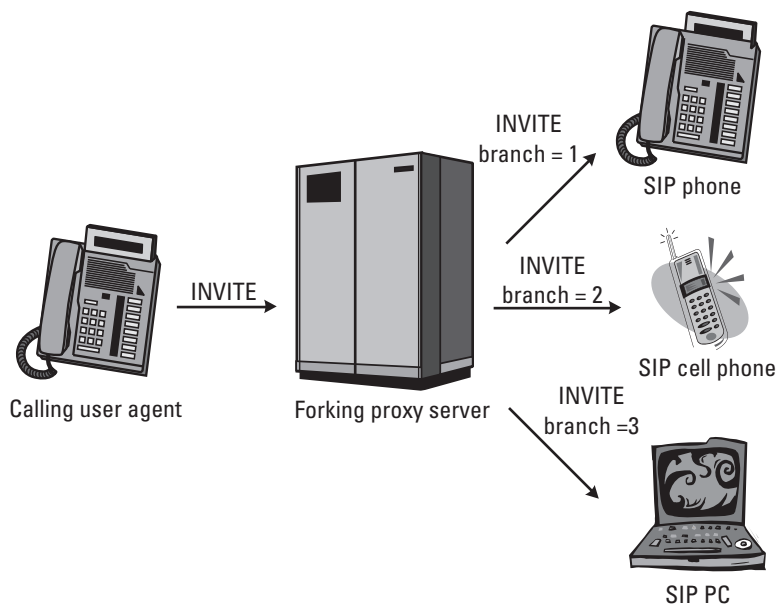 INVITE
branch = 1
SIP phone
INVITE
INVITE
branch = 2
SIP cell phone
Calling user agent
Forking proxy server
INVITE
branch =3
SIP PC